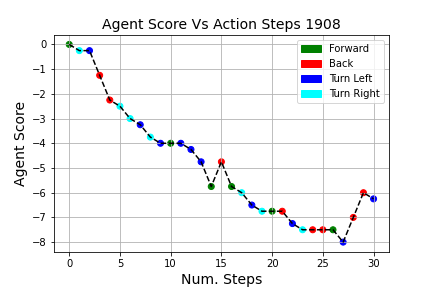 Agent Score Vs Action Steps 1908
Forward
Back
Turn Left
Turn Right
Agent Score
0
−1
−2
−3
−4
−5
−6
−7
−8
0 5 10 15 20 25 30
Num. Steps